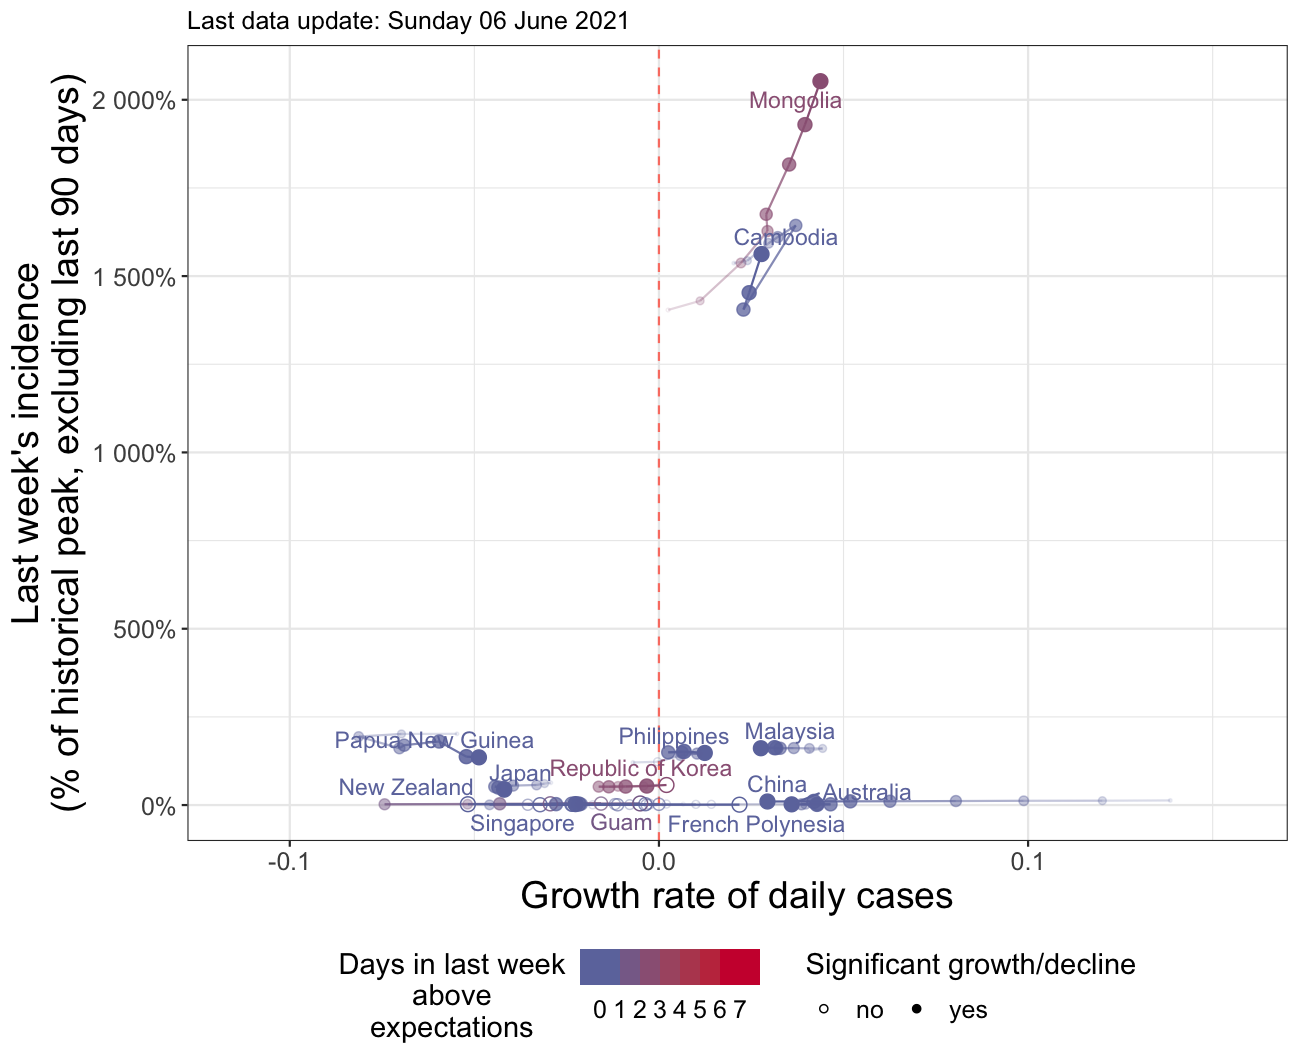 Last data update: Sunday 06 June 2021
Last week's incidence
(% of historical peak, excluding last 90 days)
2 000%
1 500%
1 000%
500%
0%
Mongolia
Cambodia
Papua New Guinea
Philippines
Malaysia
New Zealand
Japan
Republic of Korea
China
Australia
Singapore
Guam
French Polynesia
-0.1
0.0
0.1
Growth rate of daily cases
Days in last week
above
expectations
0 1 2 3 4 5 6 7
Significant growth/decline
no
yes